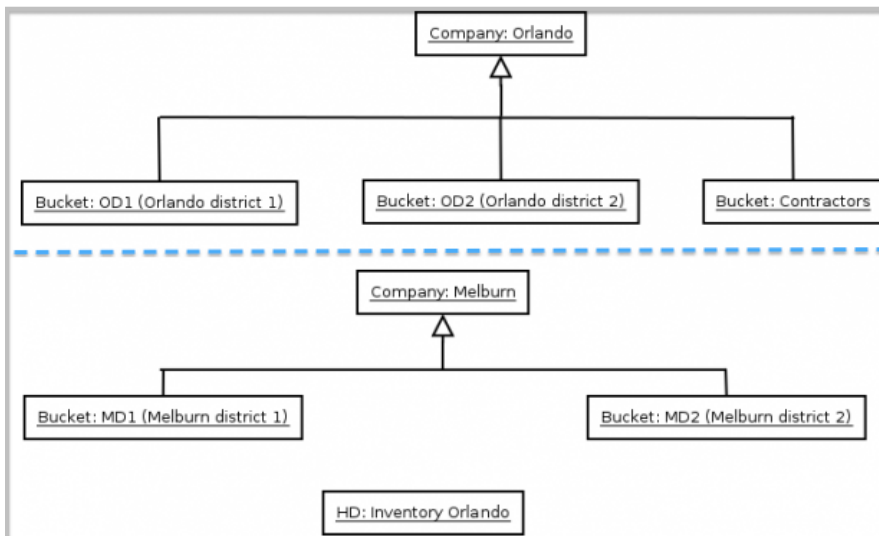 Company: Orlando
Bucket: OD1 (Orlando district 1)
Bucket: OD2 (Orlando district 2)
Bucket: Contractors
Company: Melburn
Bucket: MD1 (Melburn district 1)
Bucket: MD2 (Melburn district 2)
HD: Inventory Orlando